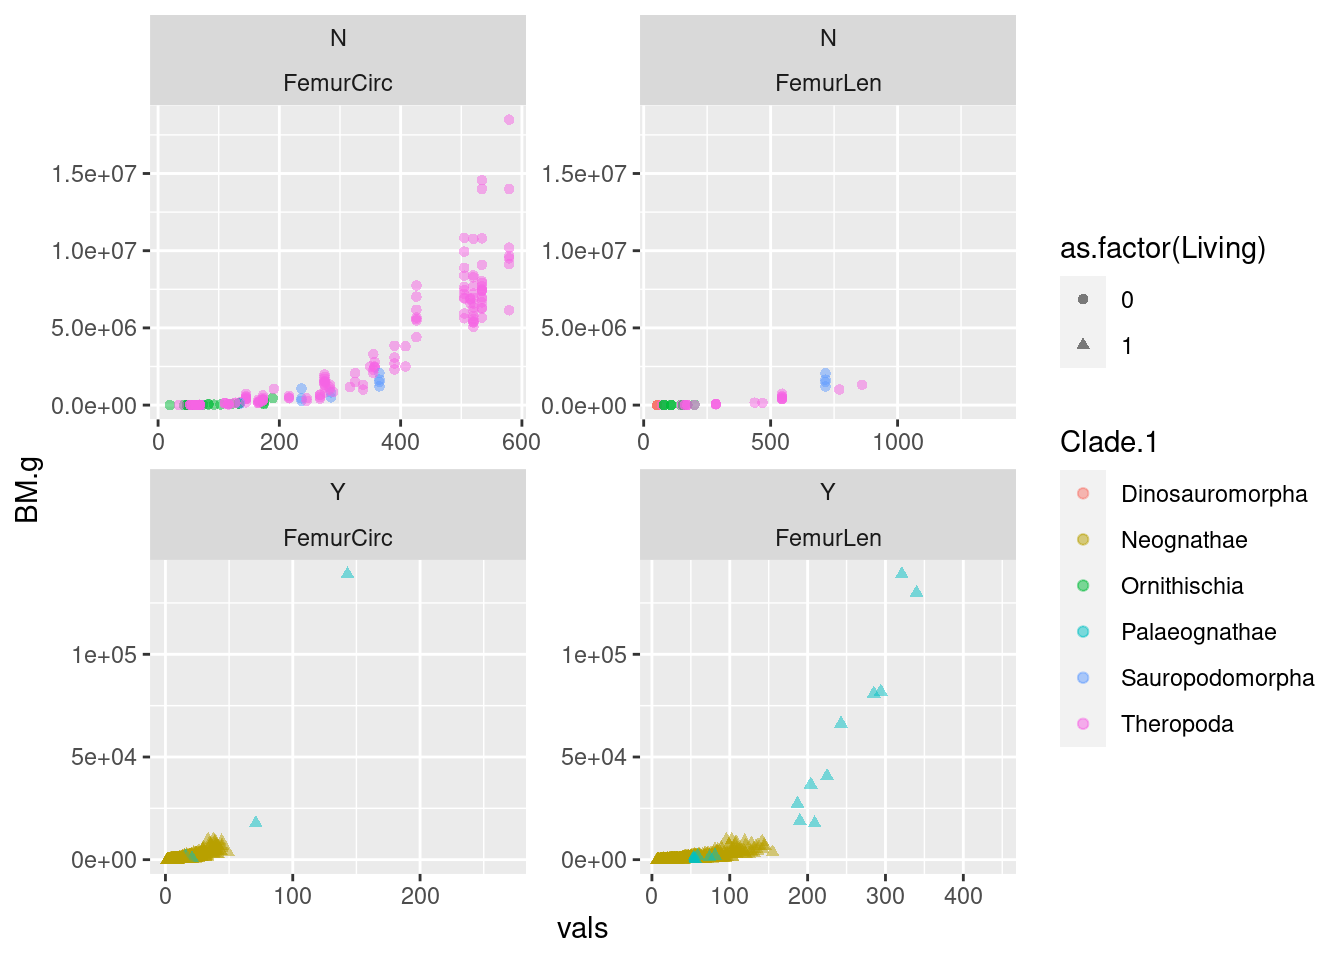 N
FemurCirc
N
FemurLen
1.5e+07
1.0e+07
5.0e+06
0.0e+00
0 200 400 600
1.5e+07
1.0e+07
5.0e+06
0.0e+00
0 500 1000
Y
FemurCirc
Y
FemurLen
1e+05
5e+04
0e+00
0 100 200
1e+05
5e+04
0e+00
0 100 200 300 400
BM.g
vals
as.factor(Living)
0
1
Clade.1
Dinosauromorpha
Neognathae
Ornithischia
Palaeognathae
Sauropodomorpha
Theropoda